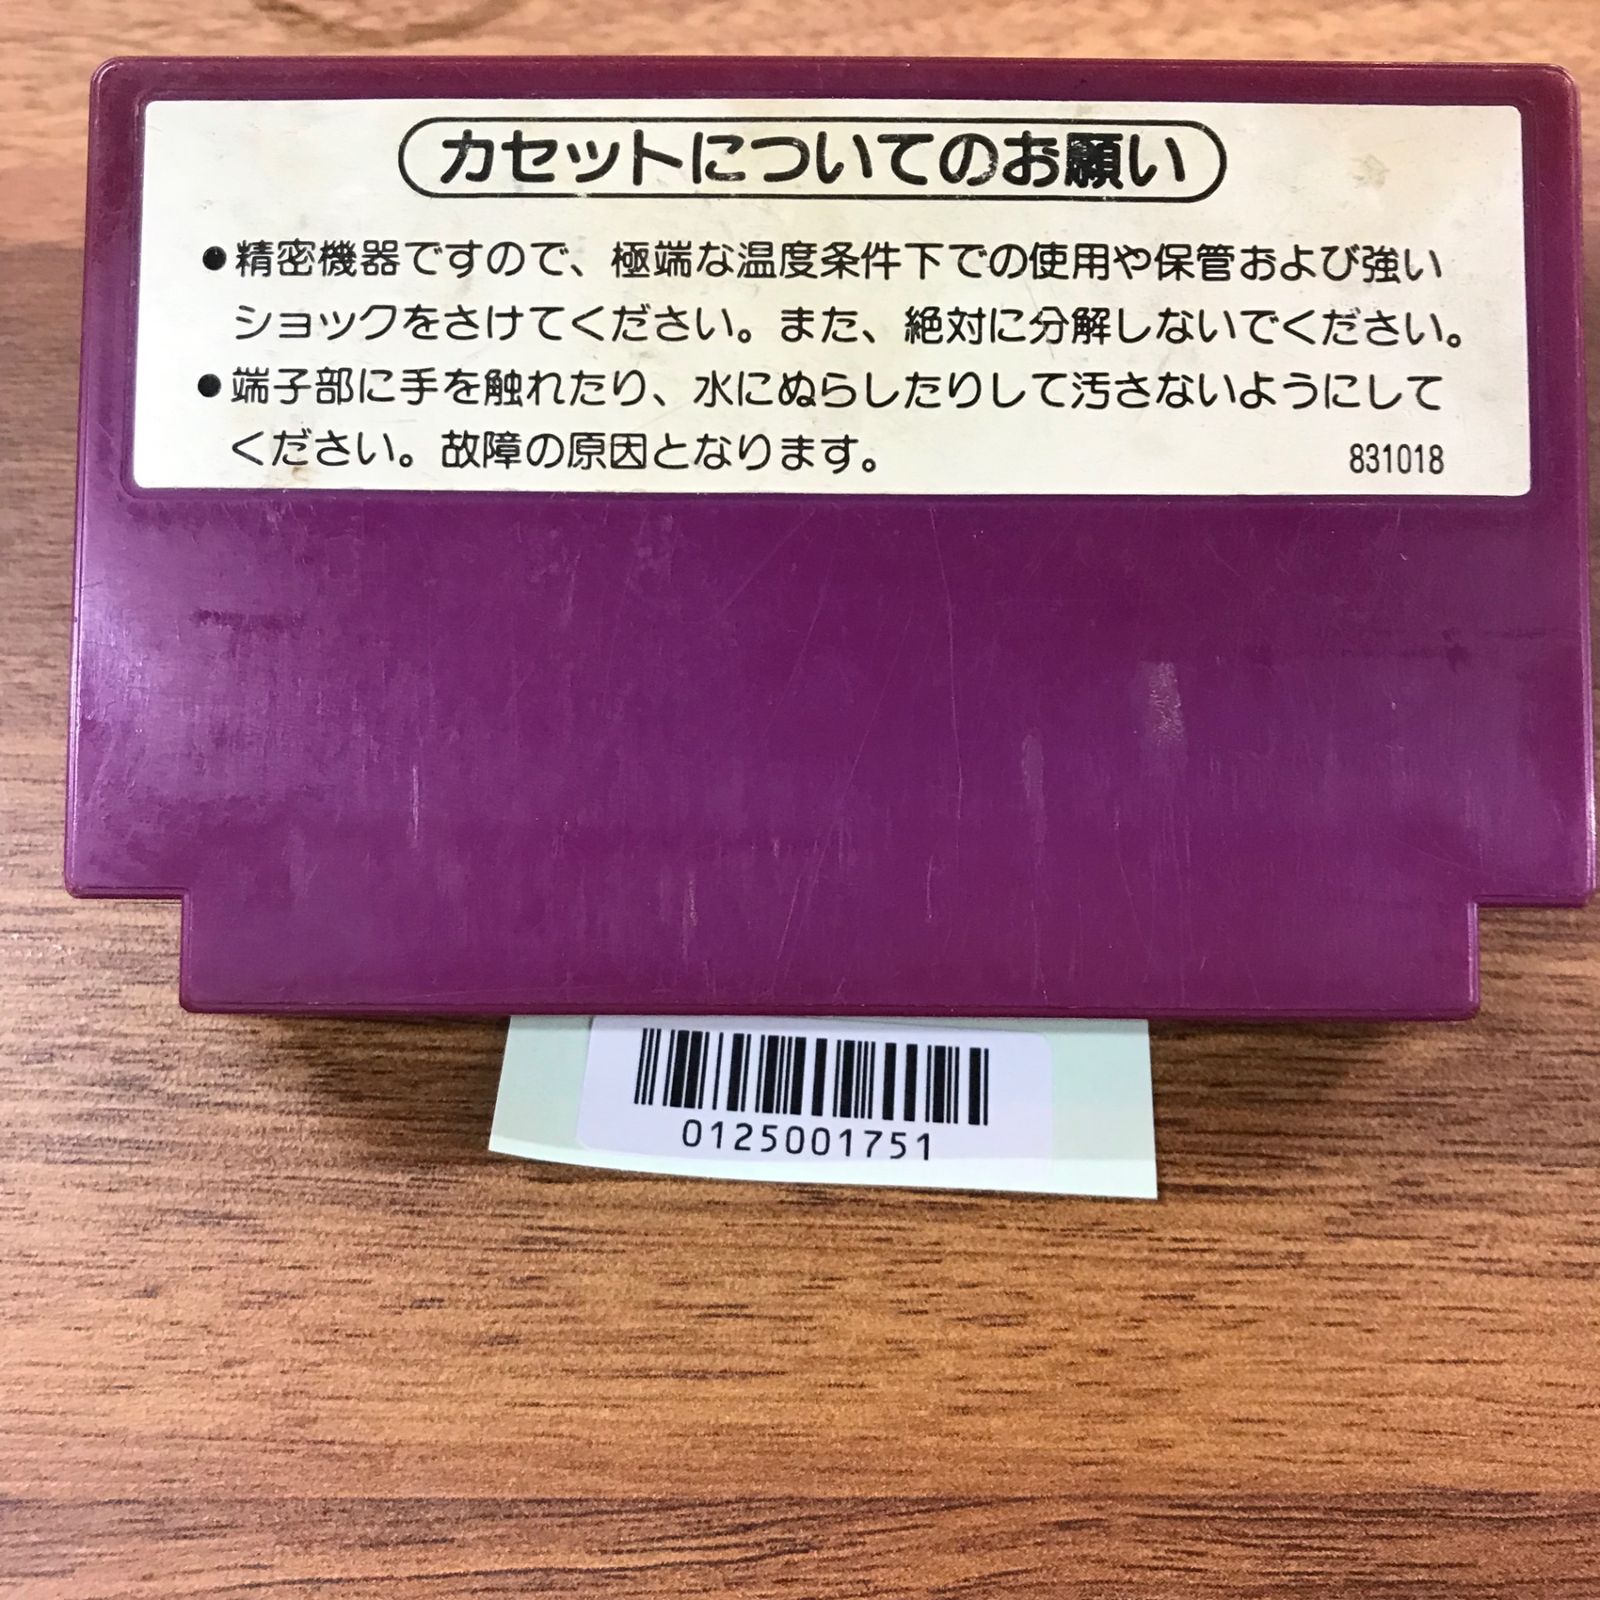 カセットについてのお願い
●精密機器ですので、極端な温度条件下での使用や保管および強い
ショックをさけてください。また、絶対に分解しないでください。
●端子部に手を触れたり、水にぬらしたりして汚さないようにして
ください。故障の原因となります。 831018
0125001751